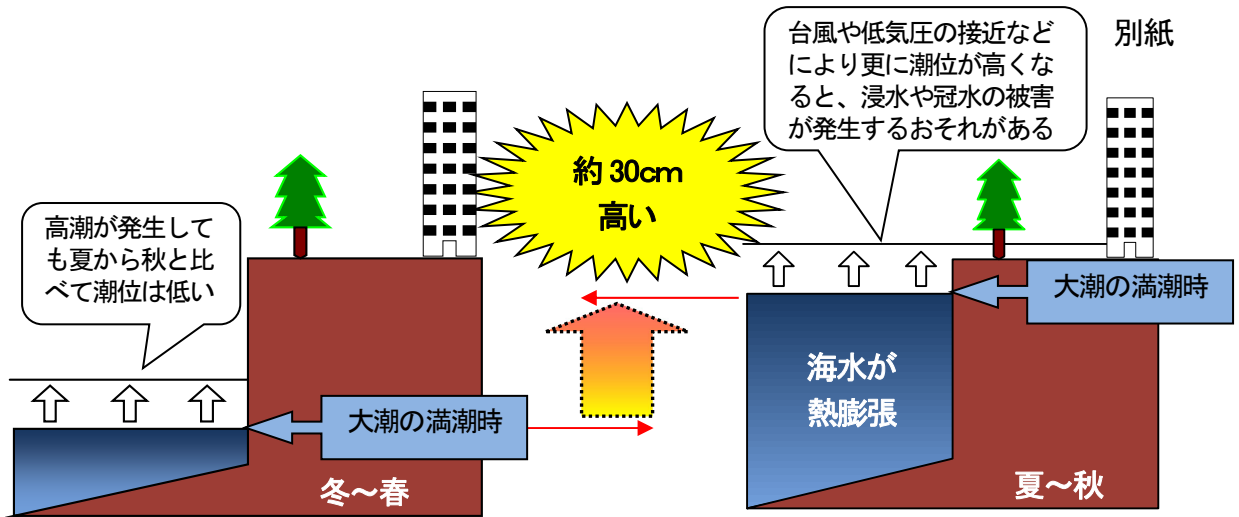 別紙
台風や低気圧の接近など
により更に潮位が高くな
ると、浸水や冠水の被害
が発生するおそれがある
約 30cm
高い
高潮が発生して
も夏から秋と比
べて潮位は低い
大潮の満潮時
海水が
熱膨張
大潮の満潮時
冬～春
夏～秋